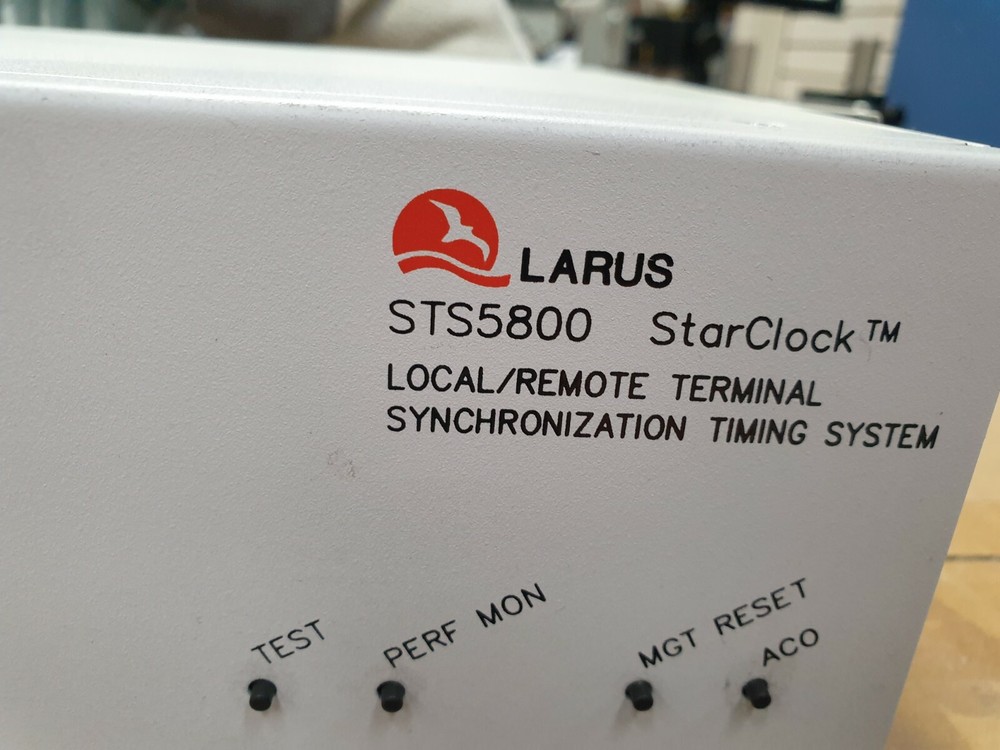 LARUS
STS5800 StarClock™
LOCAL/REMOTE TERMINAL
SYNCHRONIZATION TIMING SYSTEM
TEST
PERF MON
MGT RESET
ACO